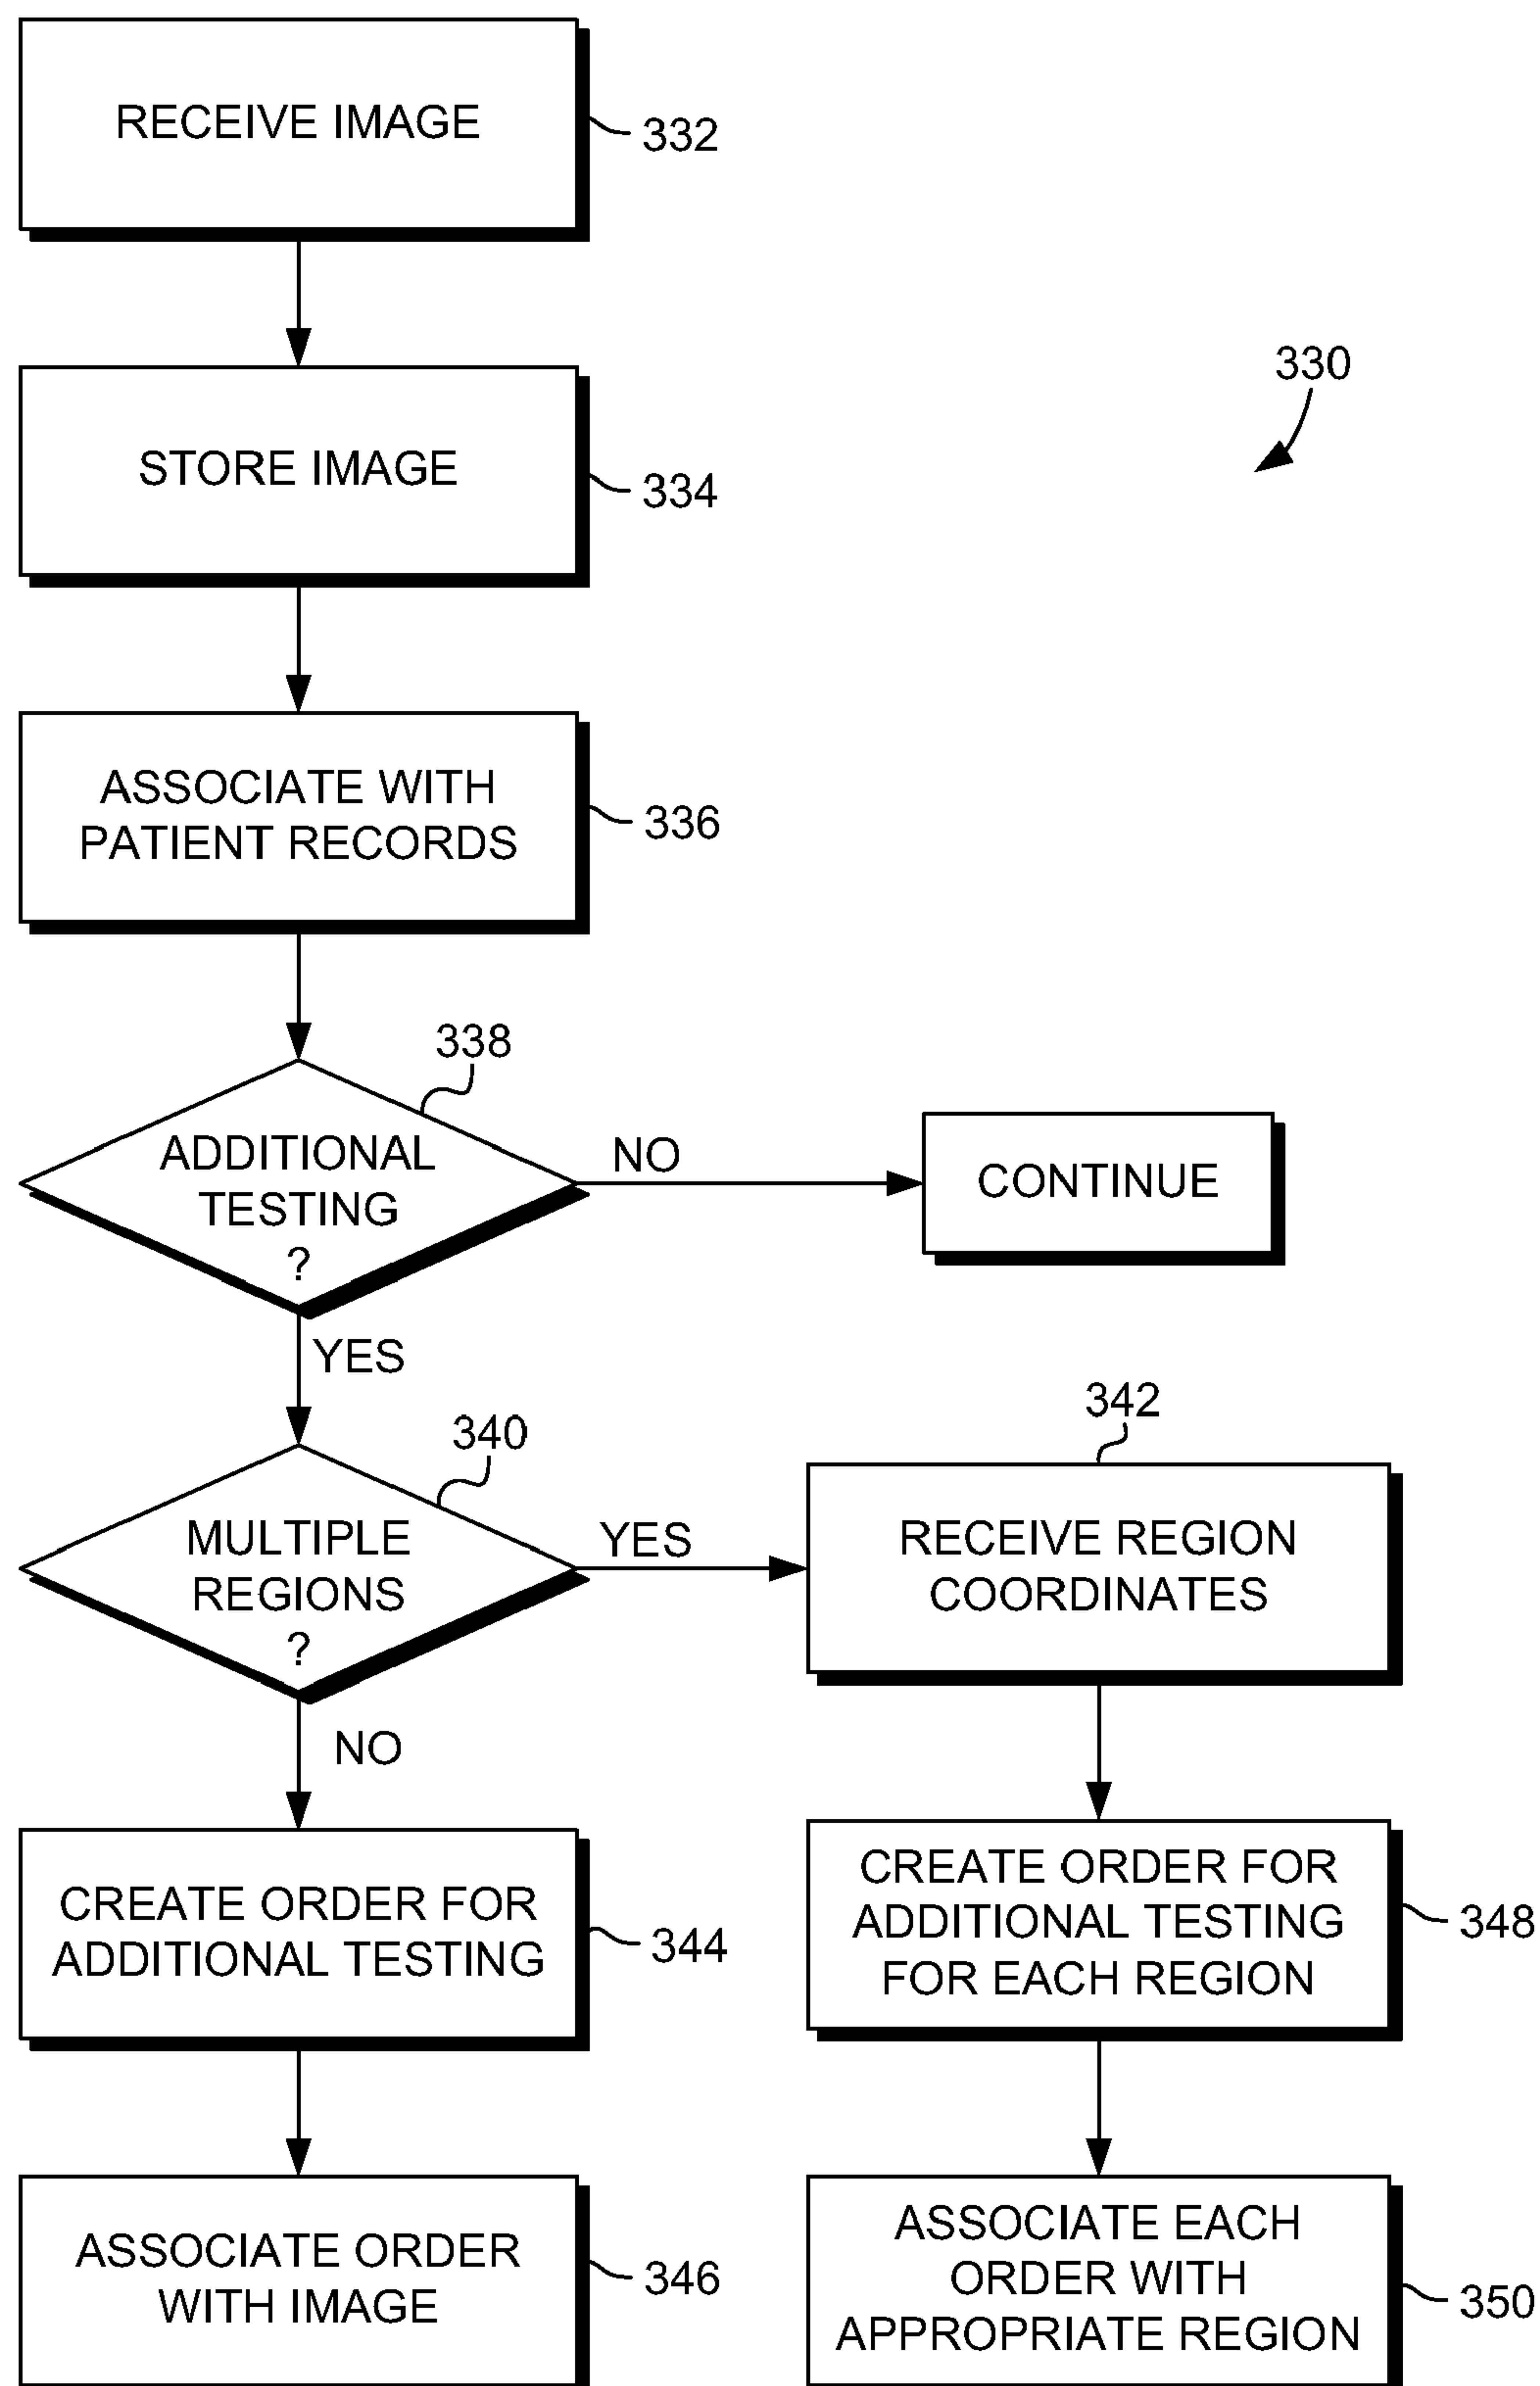 RECEIVE IMAGE
332
330
STORE IMAGE
334
ASSOCIATE WITH
PATIENT RECORDS
336
338
ADDITIONAL
TESTING
?
NO
CONTINUE
YES
340
MULTIPLE
REGIONS
?
YES
342
RECEIVE REGION
COORDINATES
NO
CREATE ORDER FOR
ADDITIONAL TESTING
344
CREATE ORDER FOR
ADDITIONAL TESTING
FOR EACH REGION
348
ASSOCIATE ORDER
WITH IMAGE
346
ASSOCIATE EACH
ORDER WITH
APPROPRIATE REGION
350